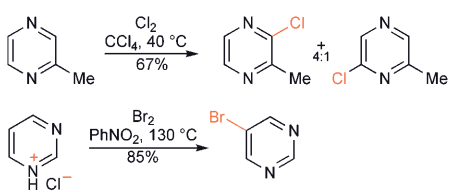 N
N Me
Cl₂
CCl₄, 40 °C
67%
N Cl
N Me
+
4:1
N
Cl N Me
N
+
N
H Cl⁻
Br₂
PhNO₂, 130 °C
85%
Br
N
N